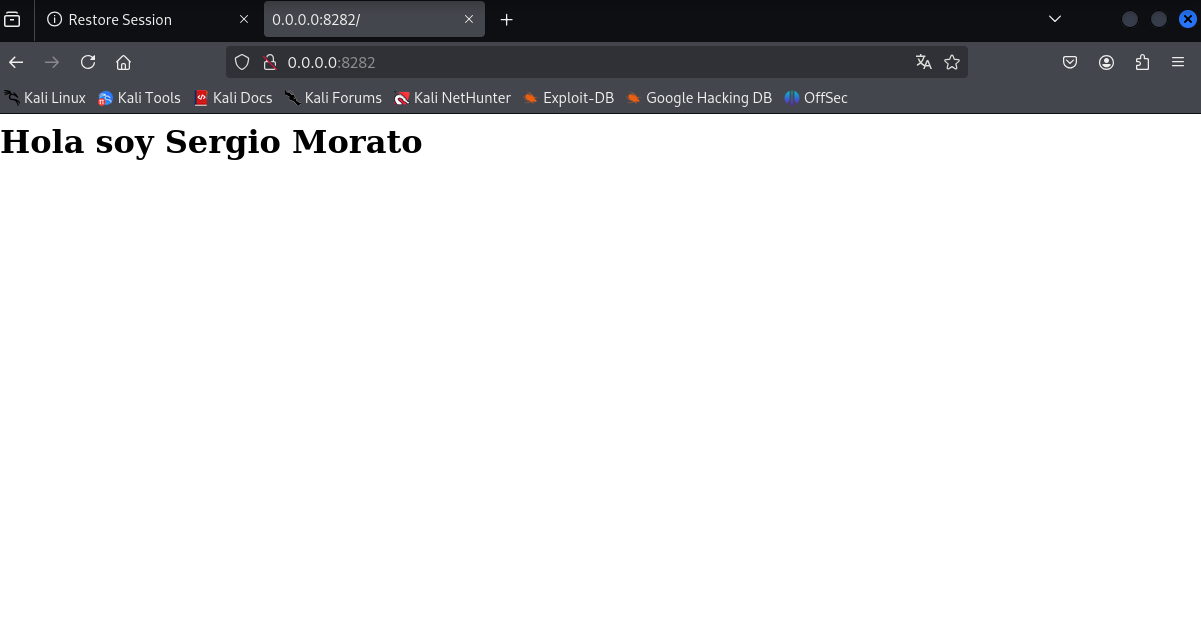 Restore Session
0.0.0.0:8282/
0.0.0.0:8282
Kali Linux Kali Tools Kali Docs Kali Forums Kali NetHunter Exploit-DB Google Hacking DB OffSec
Hola soy Sergio Morato